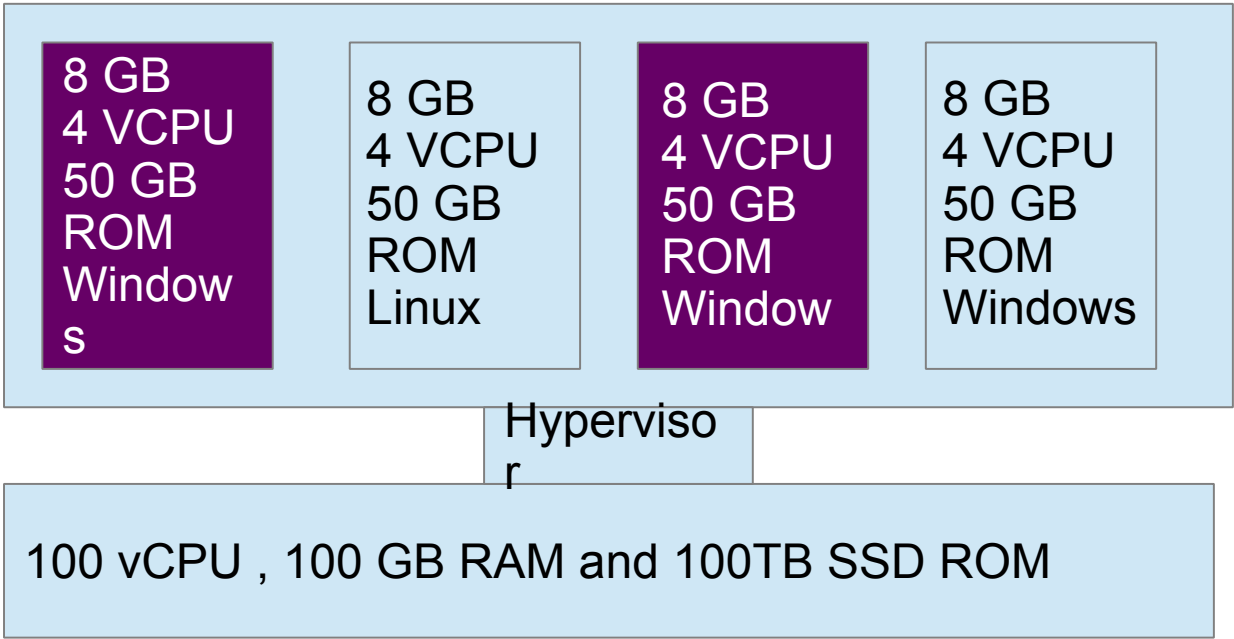 8 GB
4 VCPU
50 GB
ROM
Window
s
8 GB
4 VCPU
50 GB
ROM
Linux
8 GB
4 VCPU
50 GB
ROM
Window
8 GB
4 VCPU
50 GB
ROM
Windows
Hyperviso
r
100 vCPU , 100 GB RAM and 100TB SSD ROM